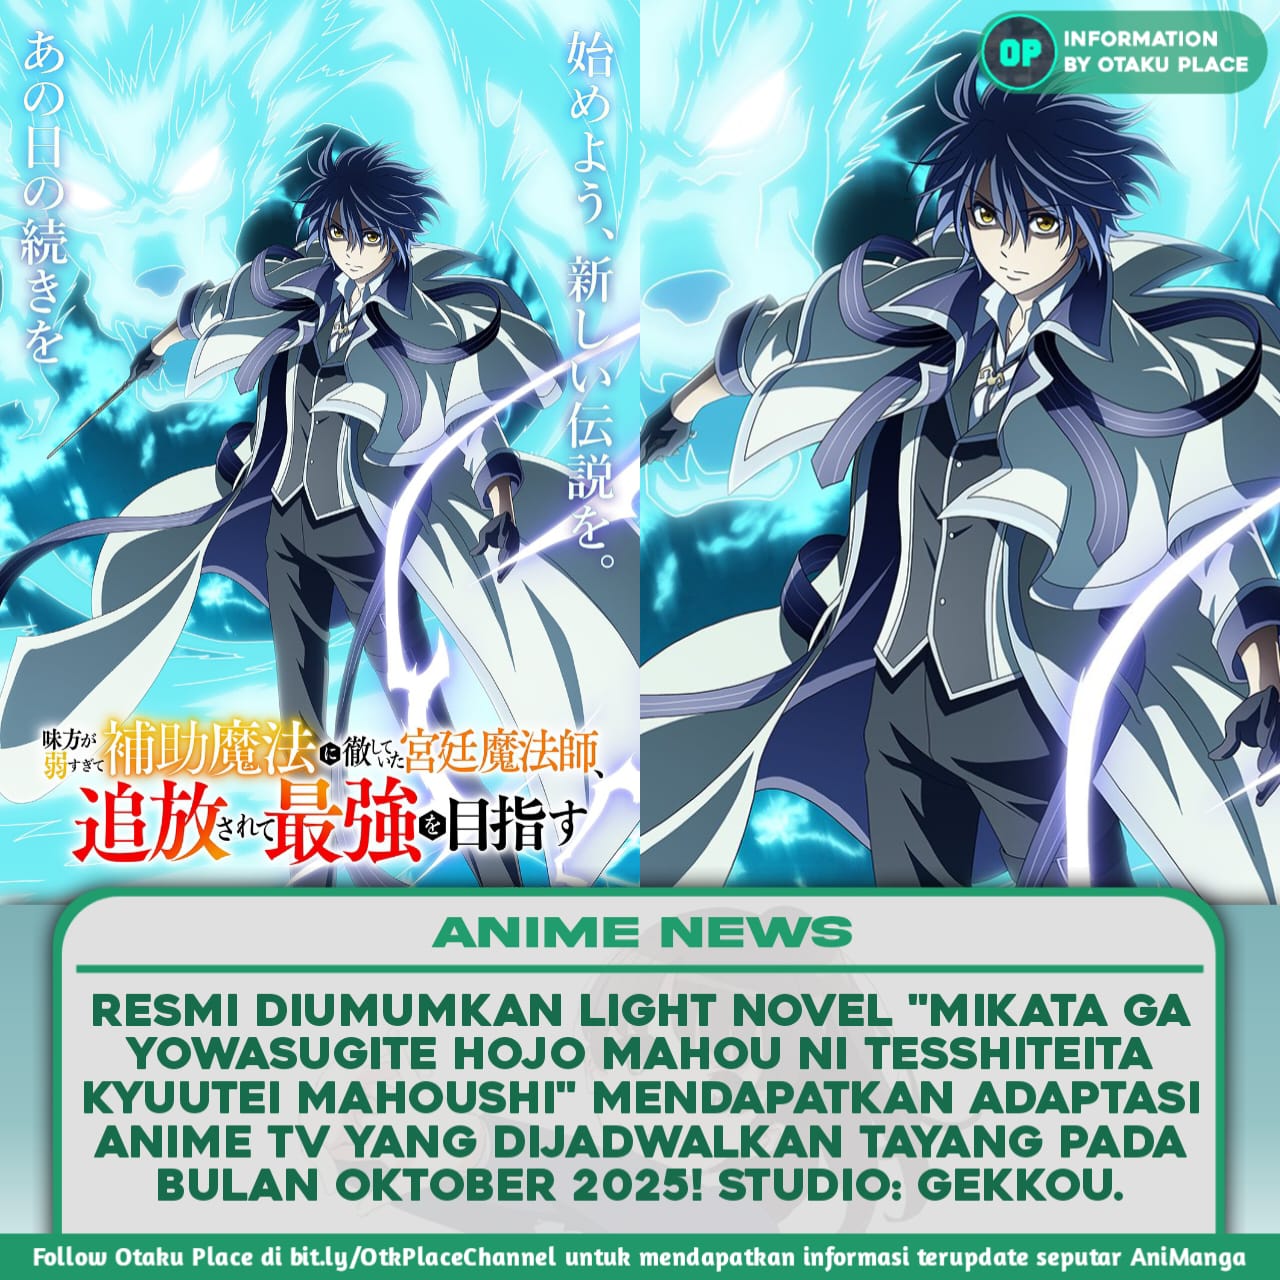 あの日の続きを
始めよう、新しい伝説を。
OP
INFORMATION
BY OTAKU PLACE
味方が
弱すぎて補助魔法に徹していた宮廷魔法師、
追放されて最強を目指す
ANIME NEWS
RESMI DIUMUMKAN LIGHT NOVEL "MIKATA GA
YOWASUGITE HOJO MAHOU NI TESSHITEITA
KYUUTEI MAHOUSHI" MENDAPATKAN ADAPTASI
ANIME TV YANG DIJADWALKAN TAYANG PADA
BULAN OKTOBER 2025! STUDIO: GEKKOU.
Follow Otaku Place di bit.ly/OtkPlaceChannel untuk mendapatkan informasi terupdate seputar AniManga